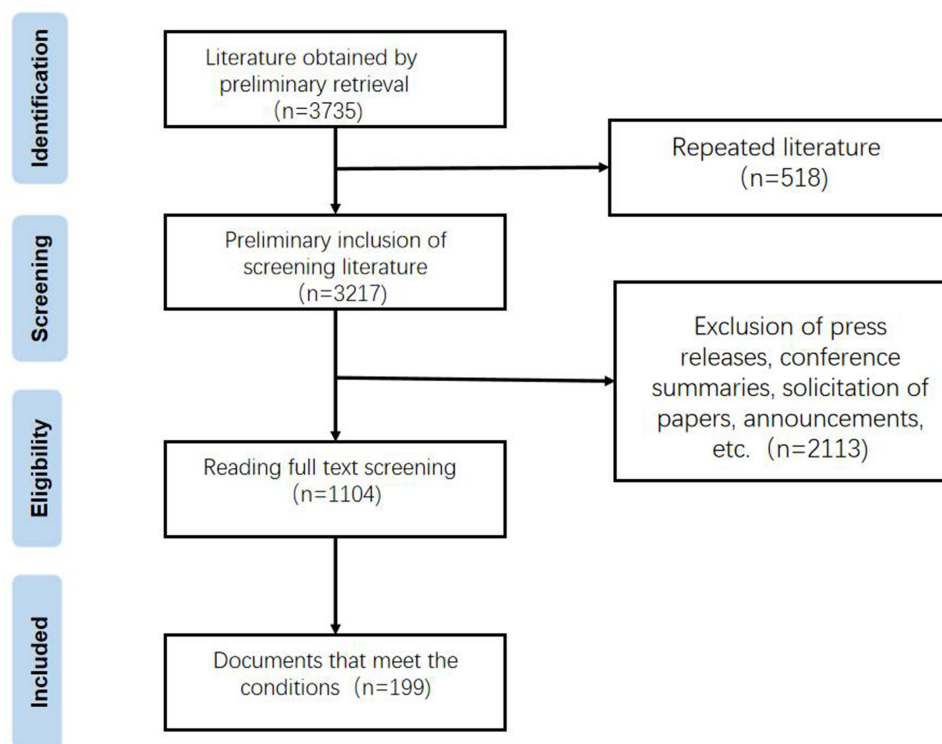 Identification
Literature obtained by
preliminary retrieval
(n=3735)
Repeated literature
(n=518)
Screening
Preliminary inclusion of
screening literature
(n=3217)
Exclusion of press
releases, conference
summaries, solicitation of
papers, announcements,
etc. (n=2113)
Eligibility
Reading full text screening
(n=1104)
Included
Documents that meet the
conditions (n=199)